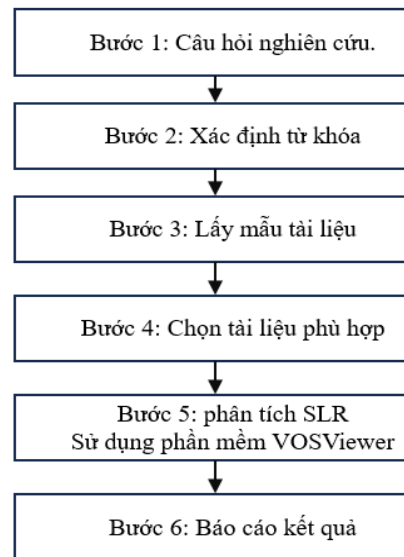 Bước 1: Câu hỏi nghiên cứu.
Bước 2: Xác định từ khóa
Bước 3: Lấy mẫu tài liệu
Bước 4: Chọn tài liệu phù hợp
Bước 5: phân tích SLR
Sử dụng phần mềm VOSViewer
Bước 6: Báo cáo kết quả